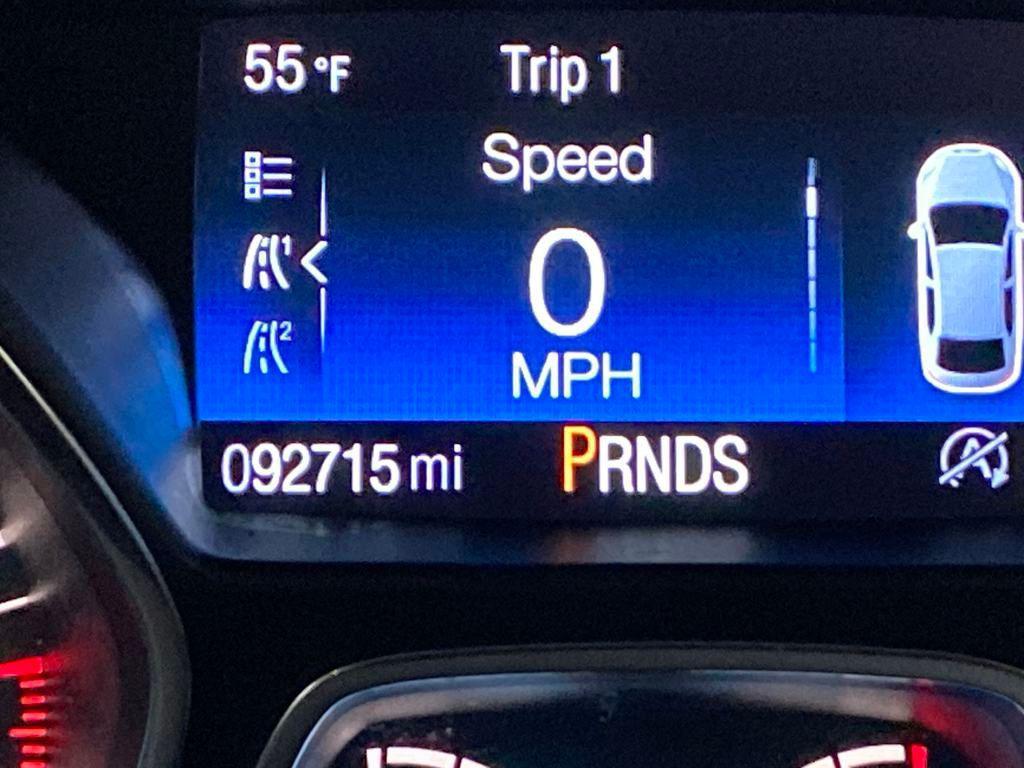 55 °F
Trip 1
Speed
1
0
2
MPH
092715 mi
PRNDS
A